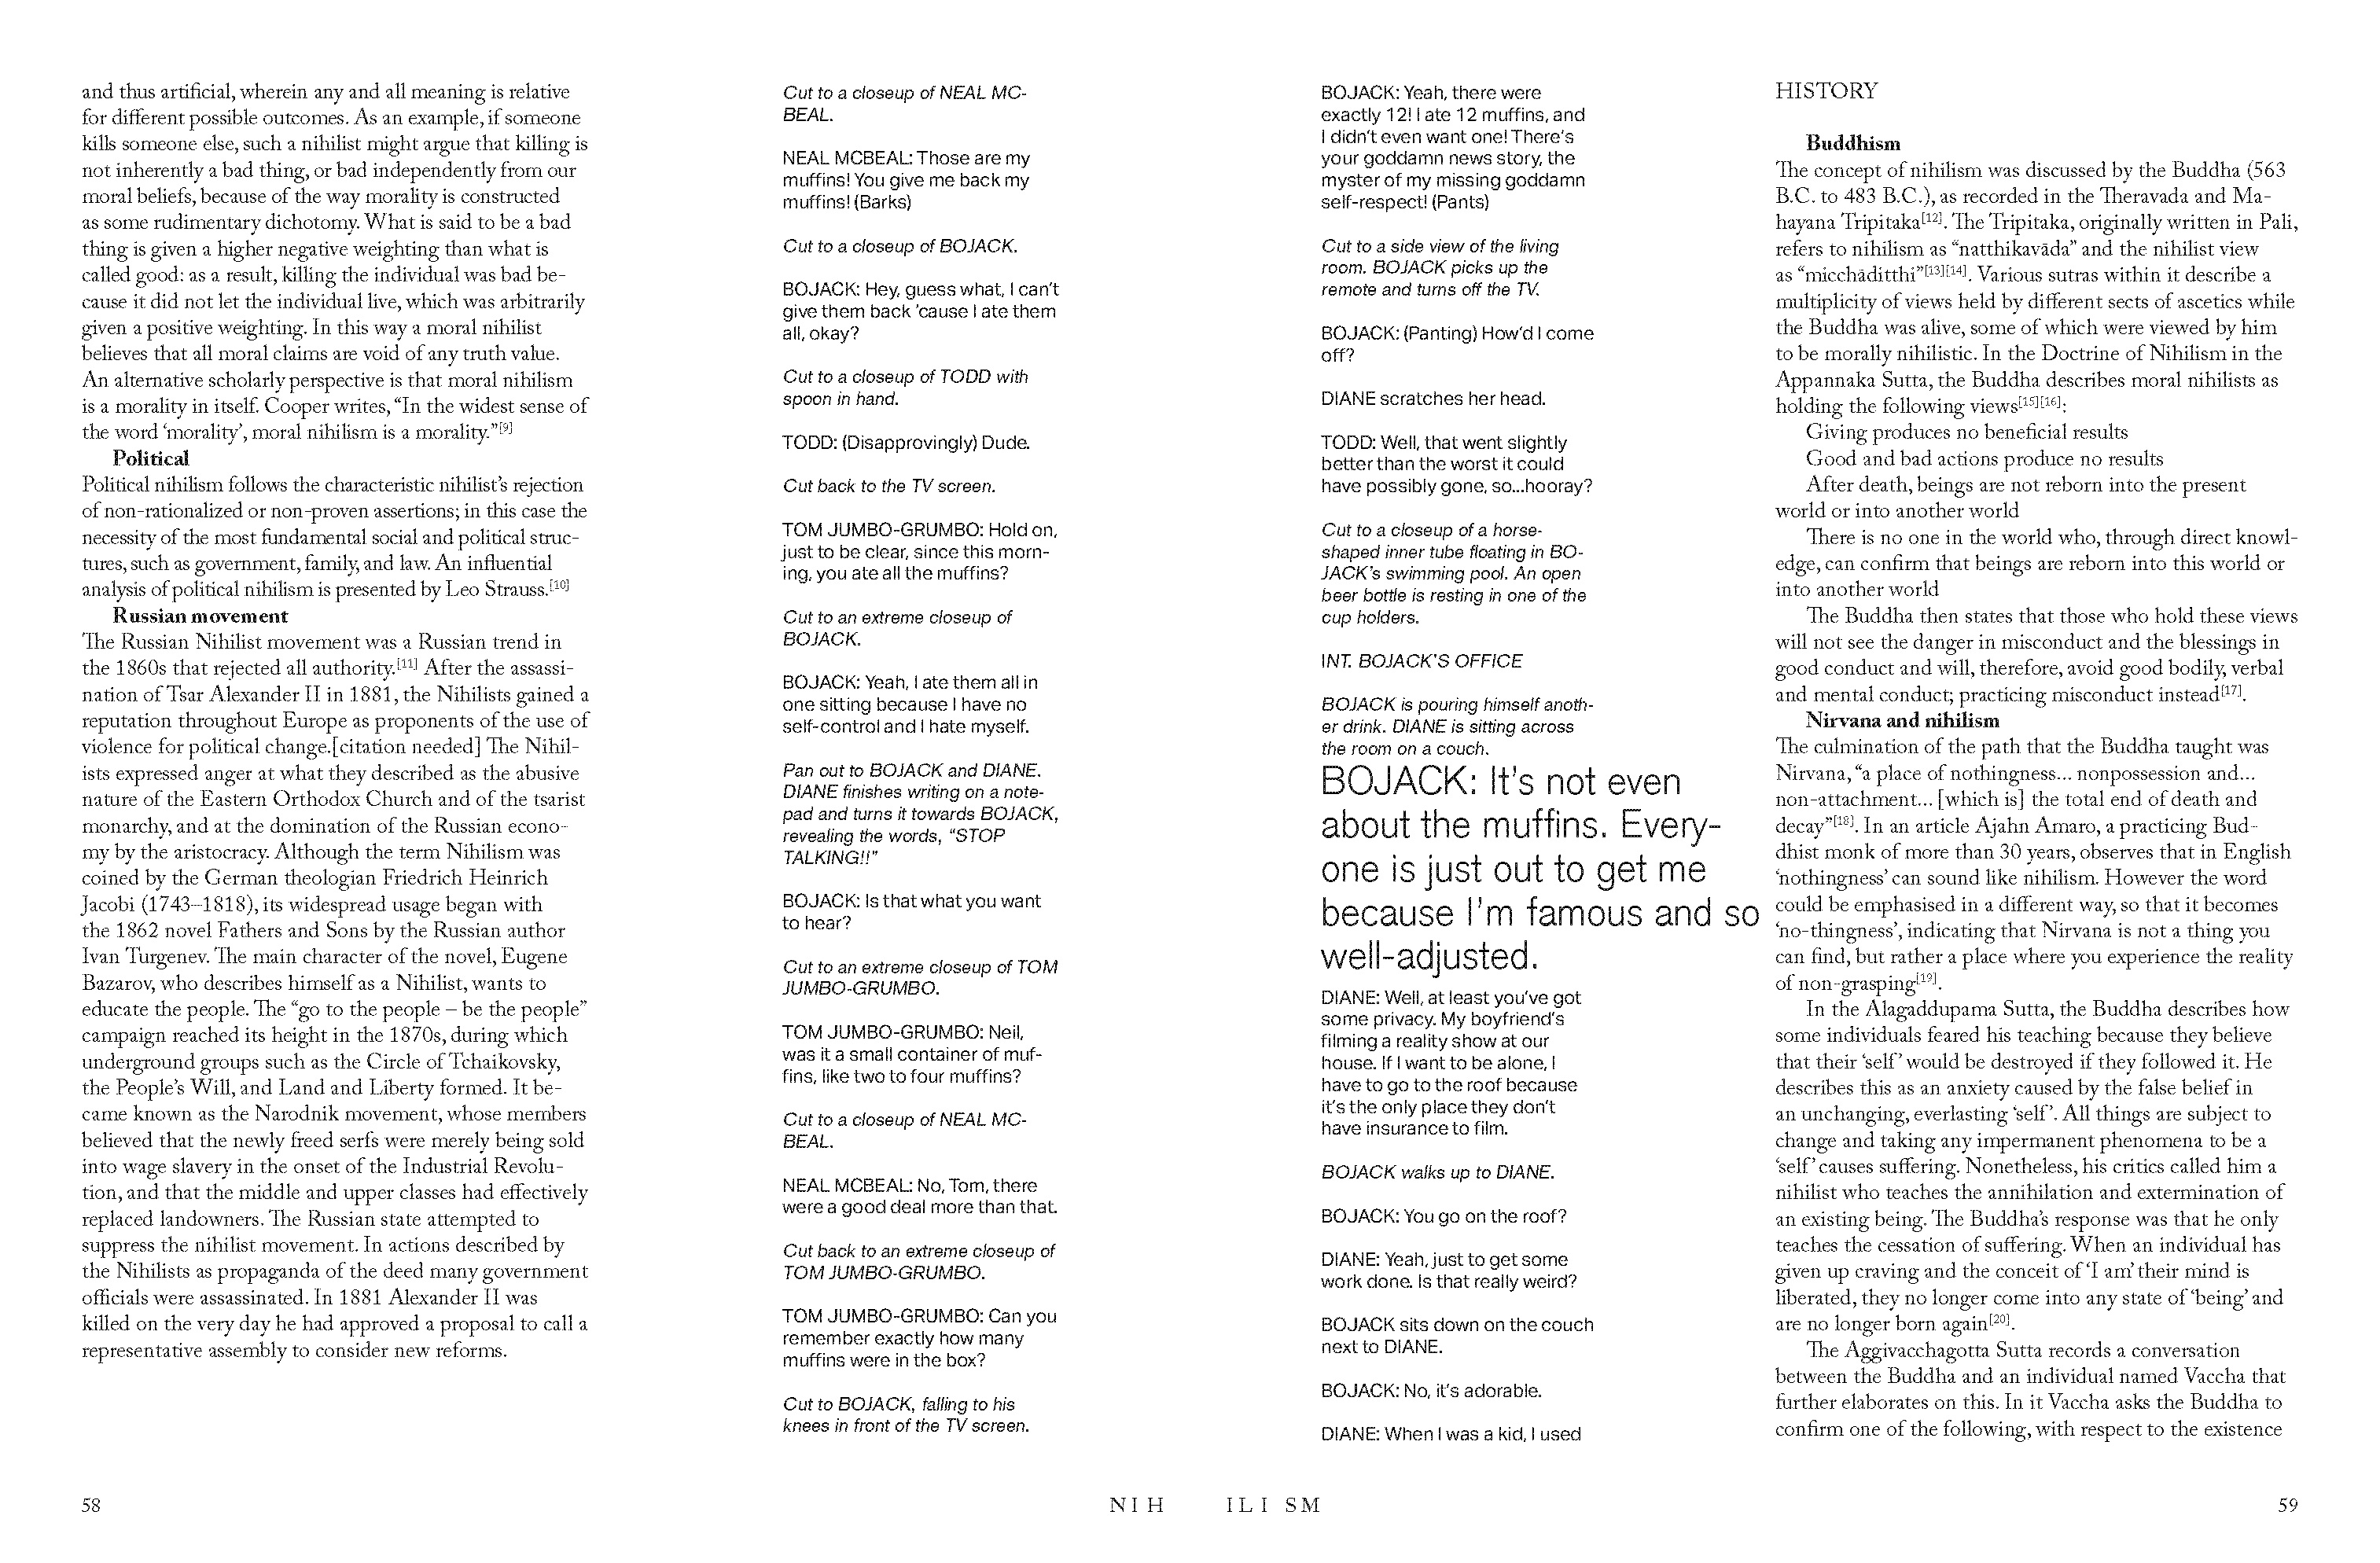 and thus artificial, wherein any and all meaning is relative
for different possible outcomes. As an example, if someone
kills someone else, such a nihilist might argue that killing is
not inherently a bad thing, or bad independently from our
moral beliefs, because of the way morality is constructed
as some rudimentary dichotomy. What is said to be a bad
thing is given a higher negative weighting than what is
called good: as a result, killing the individual was bad be-
cause it did not let the individual live, which was arbitrarily
given a positive weighting. In this way a moral nihilist
believes that all moral claims are void of any truth value.
An alternative scholarly perspective is that moral nihilism
is a morality in itself. Cooper writes, “In the widest sense of
the word ‘morality’, moral nihilism is a morality.”[9]
Political
Political nihilism follows the characteristic nihilist’s rejection
of non-rationalized or non-proven assertions; in this case the
necessity of the most fundamental social and political struc-
tures, such as government, family, and law. An influential
analysis of political nihilism is presented by Leo Strauss.[10]
Russian movement
The Russian Nihilist movement was a Russian trend in
the 1860s that rejected all authority.[11] After the assassi-
nation of Tsar Alexander II in 1881, the Nihilists gained a
reputation throughout Europe as proponents of the use of
violence for political change.[citation needed] The Nihil-
ists expressed anger at what they described as the abusive
nature of the Eastern Orthodox Church and of the tsarist
monarchy, and at the domination of the Russian econo-
my by the aristocracy. Although the term Nihilism was
coined by the German theologian Friedrich Heinrich
Jacobi (1743–1818), its widespread usage began with
the 1862 novel Fathers and Sons by the Russian author
Ivan Turgenev. The main character of the novel, Eugene
Bazarov, who describes himself as a Nihilist, wants to
educate the people. The “go to the people – be the people”
campaign reached its height in the 1870s, during which
underground groups such as the Circle of Tchaikovsky,
the People’s Will, and Land and Liberty formed. It be-
came known as the Narodnik movement, whose members
believed that the newly freed serfs were merely being sold
into wage slavery in the onset of the Industrial Revolu-
tion, and that the middle and upper classes had effectively
replaced landowners. The Russian state attempted to
suppress the nihilist movement. In actions described by
the Nihilists as propaganda of the deed many government
officials were assassinated. In 1881 Alexander II was
killed on the very day he had approved a proposal to call a
representative assembly to consider new reforms.
Cut to a closeup of NEAL MC-
BEAL.
NEAL MCBEAL: Those are my
muffins! You give me back my
muffins! (Barks)
Cut to a closeup of BOJACK.
BOJACK: Hey, guess what, I can't
give them back 'cause I ate them
all, okay?
Cut to a closeup of TODD with
spoon in hand.
TODD: (Disapprovingly) Dude.
Cut back to the TV screen.
TOM JUMBO-GRUMBO: Hold on,
just to be clear, since this morn-
ing, you ate all the muffins?
Cut to an extreme closeup of
BOJACK.
BOJACK: Yeah, I ate them all in
one sitting because I have no
self-control and I hate myself.
Pan out to BOJACK and DIANE.
DIANE finishes writing on a note-
pad and turns it towards BOJACK,
revealing the words, "STOP
TALKING!!"
BOJACK: Is that what you want
to hear?
Cut to an extreme closeup of TOM
JUMBO-GRUMBO.
TOM JUMBO-GRUMBO: Neil,
was it a small container of muf-
fins, like two to four muffins?
Cut to a closeup of NEAL MC-
BEAL.
NEAL MCBEAL: No, Tom, there
were a good deal more than that.
Cut back to an extreme closeup of
TOM JUMBO-GRUMBO.
TOM JUMBO-GRUMBO: Can you
remember exactly how many
muffins were in the box?
Cut to BOJACK, falling to his
knees in front of the TV screen.
BOJACK: Yeah, there were
exactly 12! I ate 12 muffins, and
I didn't even want one! There's
your goddamn news story, the
myster of my missing goddamn
self-respect! (Pants)
Cut to a side view of the living
room. BOJACK picks up the
remote and turns off the TV.
BOJACK: (Panting) How'd I come
off?
DIANE scratches her head.
TODD: Well, that went slightly
better than the worst it could
have possibly gone, so...hooray?
Cut to a closeup of a horse-
shaped inner tube floating in BO-
JACK's swimming pool. An open
beer bottle is resting in one of the
cup holders.
INT. BOJACK'S OFFICE
BOJACK is pouring himself anoth-
er drink. DIANE is sitting across
the room on a couch.
BOJACK: It's not even
about the muffins. Every-
one is just out to get me
because I'm famous and so
well-adjusted.
DIANE: Well, at least you've got
some privacy. My boyfriend's
filming a reality show at our
house. If I want to be alone, I
have to go to the roof because
it's the only place they don't
have insurance to film.
BOJACK walks up to DIANE.
BOJACK: You go on the roof?
DIANE: Yeah, just to get some
work done. Is that really weird?
BOJACK sits down on the couch
next to DIANE.
BOJACK: No, it's adorable.
DIANE: When I was a kid, I used
HISTORY
Buddhism
The concept of nihilism was discussed by the Buddha (563
B.C. to 483 B.C.), as recorded in the Theravada and Ma-
hayana Tripitaka[12]. The Tripitaka, originally written in Pali,
refers to nihilism as “natthikavāda” and the nihilist view
as “micchāditthi”[13][14]. Various sutras within it describe a
multiplicity of views held by different sects of ascetics while
the Buddha was alive, some of which were viewed by him
to be morally nihilistic. In the Doctrine of Nihilism in the
Appannaka Sutta, the Buddha describes moral nihilists as
holding the following views[15][16]:
Giving produces no beneficial results
Good and bad actions produce no results
After death, beings are not reborn into the present
world or into another world
There is no one in the world who, through direct knowl-
edge, can confirm that beings are reborn into this world or
into another world
The Buddha then states that those who hold these views
will not see the danger in misconduct and the blessings in
good conduct and will, therefore, avoid good bodily, verbal
and mental conduct; practicing misconduct instead[17].
Nirvana and nihilism
The culmination of the path that the Buddha taught was
Nirvana, “a place of nothingness... nonpossession and...
non-attachment... [which is] the total end of death and
decay”[18]. In an article Ajahn Amaro, a practicing Bud-
dhist monk of more than 30 years, observes that in English
‘nothingness’ can sound like nihilism. However the word
could be emphasised in a different way, so that it becomes
‘no-thingness’, indicating that Nirvana is not a thing you
can find, but rather a place where you experience the reality
of non-grasping[19].
In the Alagaddupama Sutta, the Buddha describes how
some individuals feared his teaching because they believe
that their ‘self’ would be destroyed if they followed it. He
describes this as an anxiety caused by the false belief in
an unchanging, everlasting ‘self’. All things are subject to
change and taking any impermanent phenomena to be a
‘self’ causes suffering. Nonetheless, his critics called him a
nihilist who teaches the annihilation and extermination of
an existing being. The Buddha’s response was that he only
teaches the cessation of suffering. When an individual has
given up craving and the conceit of ‘I am’ their mind is
liberated, they no longer come into any state of ‘being’ and
are no longer born again[20].
The Aggivacchagotta Sutta records a conversation
between the Buddha and an individual named Vaccha that
further elaborates on this. In it Vaccha asks the Buddha to
confirm one of the following, with respect to the existence
58
NIH ILI SM
59